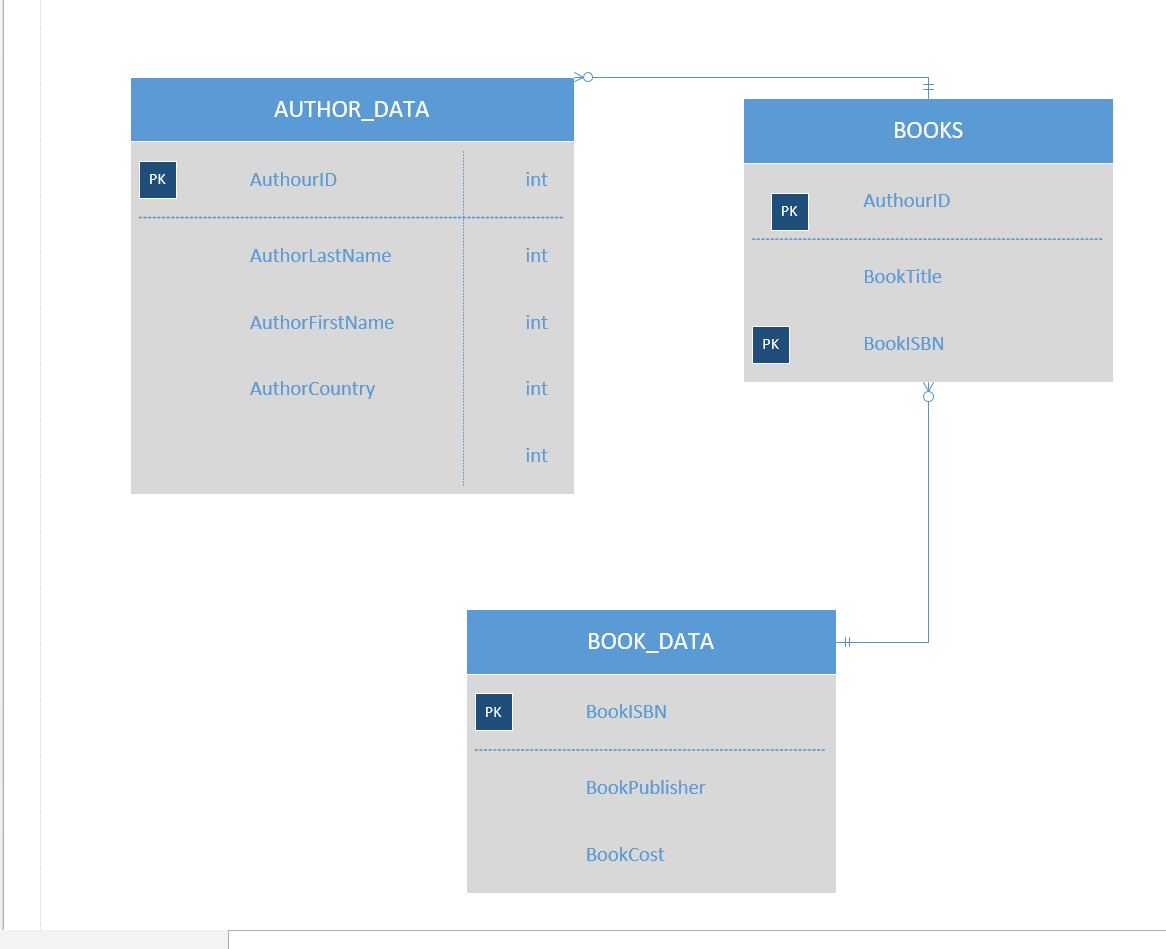 AUTHOR_DATA
PK AuthourID int
AuthorLastName int
AuthorFirstName int
AuthorCountry int
int
BOOKS
PK AuthourID
BookTitle
PK BookISBN
BOOK_DATA
PK BookISBN
BookPublisher
BookCost